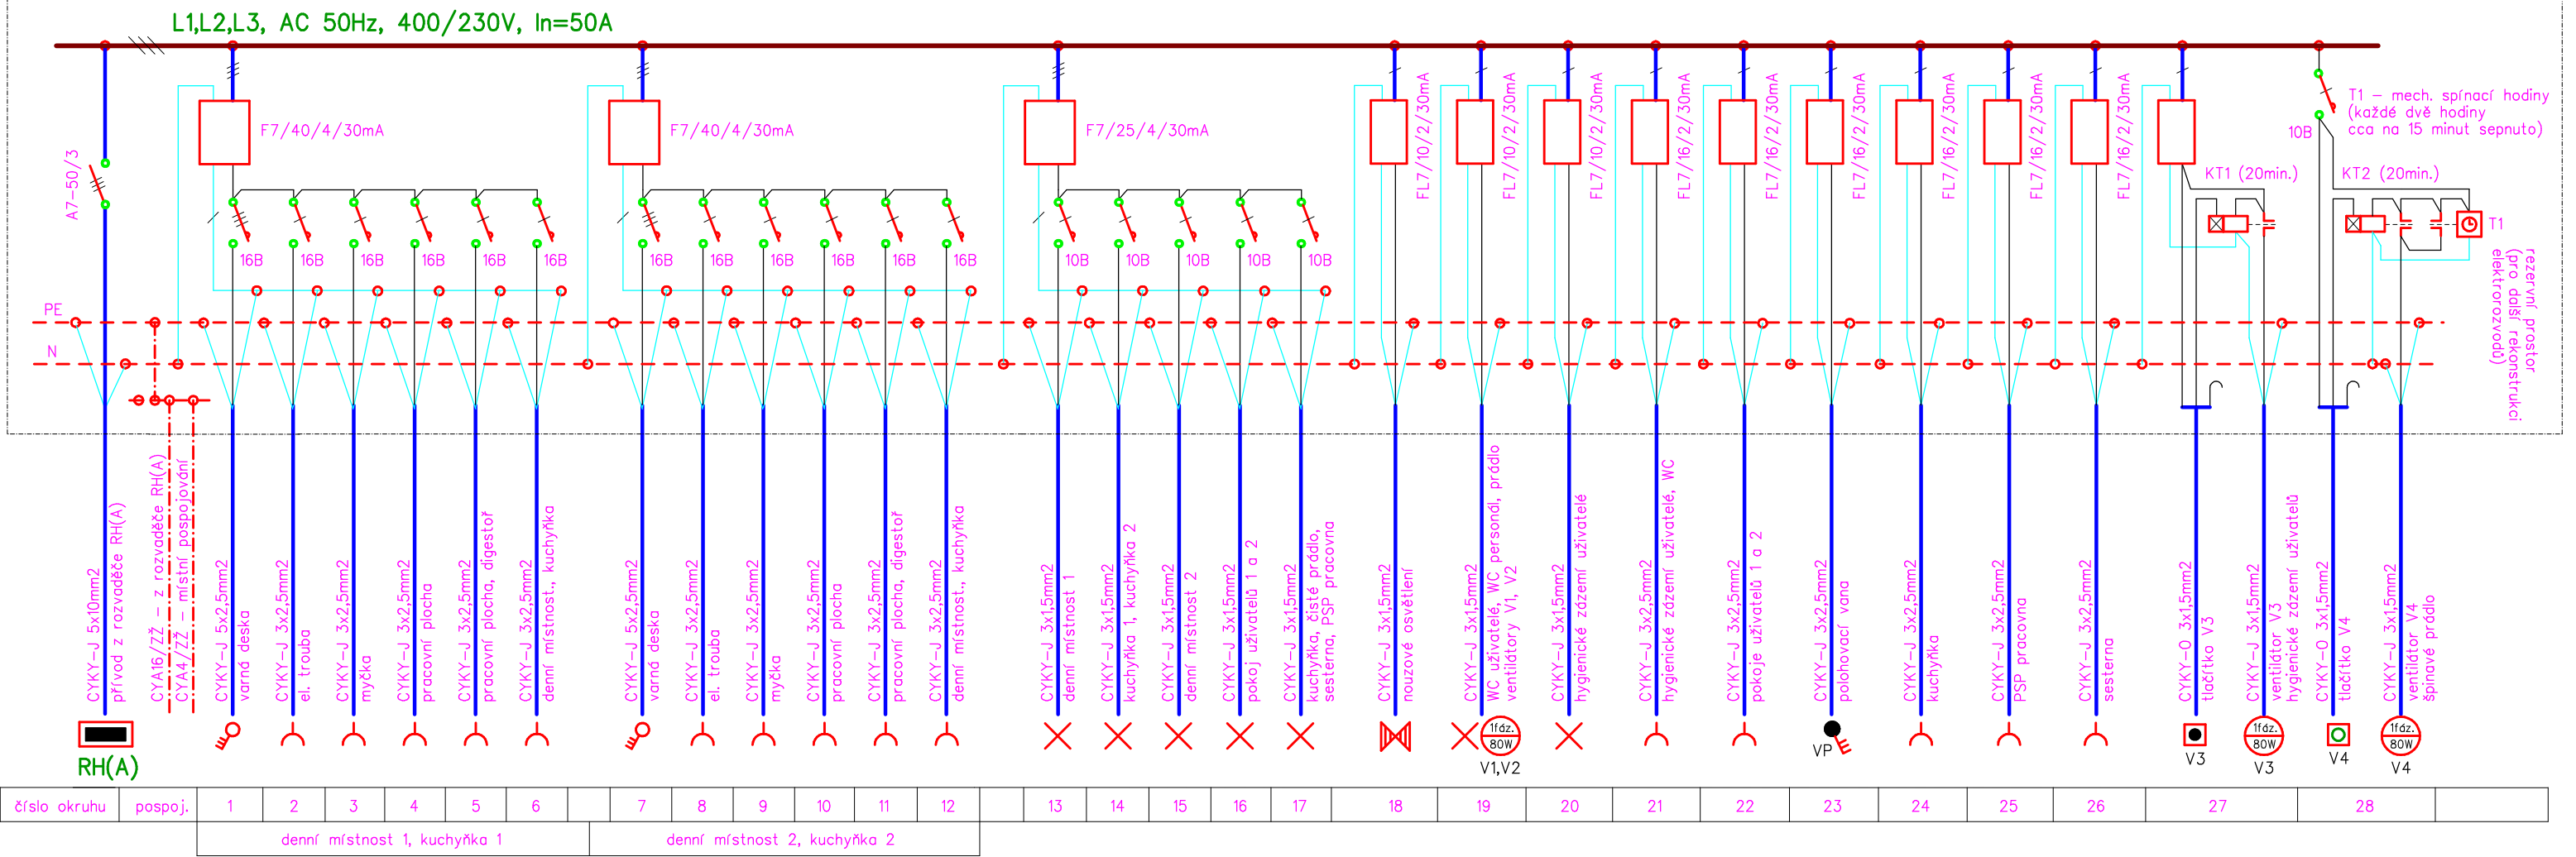 L1,L2,L3, AC 50Hz, 400/230V, In=50A
A7-50/3
F7/40/4/30mA
F7/40/4/30mA
F7/25/4/30mA
FL7/10/2/30mA
FL7/10/2/30mA
FL7/10/2/30mA
FL7/16/2/30mA
FL7/16/2/30mA
FL7/16/2/30mA
FL7/16/2/30mA
FL7/16/2/30mA
FL7/16/2/30mA
T1 – mech. spínací hodiny
(každé dvě hodiny
cca na 15 minut sepnuto)
10B
KT1 (20min.)
KT2 (20min.)
T1
16B
16B
16B
16B
16B
16B
16B
16B
16B
16B
16B
16B
10B
10B
10B
10B
10B
rezervní prostor
(pro další rekonstrukci
elektrorozvodů)
PE
N
CYKY-J 5x10mm2
přívod z rozvaděče RH(A)
CYA16/ZŽ – z rozvaděče RH(A)
CYA4/ZŽ – místní pospojování
CYKY-J 5x2,5mm2
varná deska
CYKY-J 3x2,5mm2
el. trouba
CYKY-J 3x2,5mm2
myčka
CYKY-J 3x2,5mm2
pracovní plocha
CYKY-J 3x2,5mm2
pracovní plocha, digestoř
CYKY-J 3x2,5mm2
denní místnost., kuchyňka
CYKY-J 5x2,5mm2
varná deska
CYKY-J 3x2,5mm2
el. trouba
CYKY-J 3x2,5mm2
myčka
CYKY-J 3x2,5mm2
pracovní plocha
CYKY-J 3x2,5mm2
pracovní plocha, digestoř
CYKY-J 3x2,5mm2
denní místnost., kuchyňka
CYKY-J 3x1,5mm2
denní místnost 1
CYKY-J 3x1,5mm2
kuchyňka 1, kuchyňka 2
CYKY-J 3x1,5mm2
denní místnost 2
CYKY-J 3x1,5mm2
pokoj uživatelů 1 a 2
CYKY-J 3x1,5mm2
kuchyňka, čisté prádlo,
sesterna, PSP pracovna
CYKY-J 3x1,5mm2
nouzové osvětlení
CYKY-J 3x1,5mm2
WC uživatelé, WC personál, prádlo
ventilátory V1, V2
CYKY-J 3x1,5mm2
hygienické zázemí uživatelé
CYKY-J 3x2,5mm2
hygienické zázemí uživatelé, WC
CYKY-J 3x2,5mm2
pokoje uživatelů 1 a 2
CYKY-J 3x2,5mm2
polohovací vana
CYKY-J 3x2,5mm2
kuchyňka
CYKY-J 3x2,5mm2
PSP pracovna
CYKY-J 3x2,5mm2
sesterna
CYKY-O 3x1,5mm2
tlačítko V3
CYKY-J 3x1,5mm2
ventilátor V3
hygienické zázemí uživatelů
CYKY-O 3x1,5mm2
tlačítko V4
CYKY-J 3x1,5mm2
ventilátor V4
špinavé prádlo
RH(A)
1fáz.
80W
V1,V2
VP
V3
1fáz.
80W
V3
V4
1fáz.
80W
V4
číslo okruhu pospoj. 1 2 3 4 5 6 7 8 9 10 11 12 13 14 15 16 17 18 19 20 21 22 23 24 25 26 27 28
denní místnost 1, kuchyňka 1 denní místnost 2, kuchyňka 2